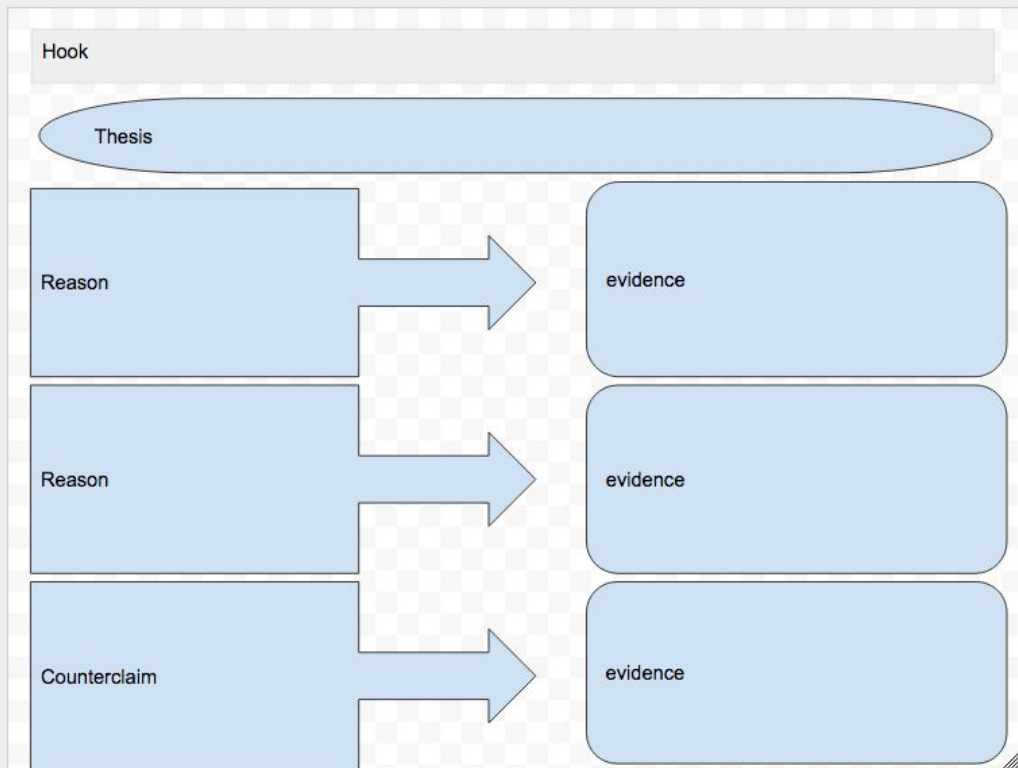 Hook
Thesis
Reason
evidence
Reason
evidence
Counterclaim
evidence